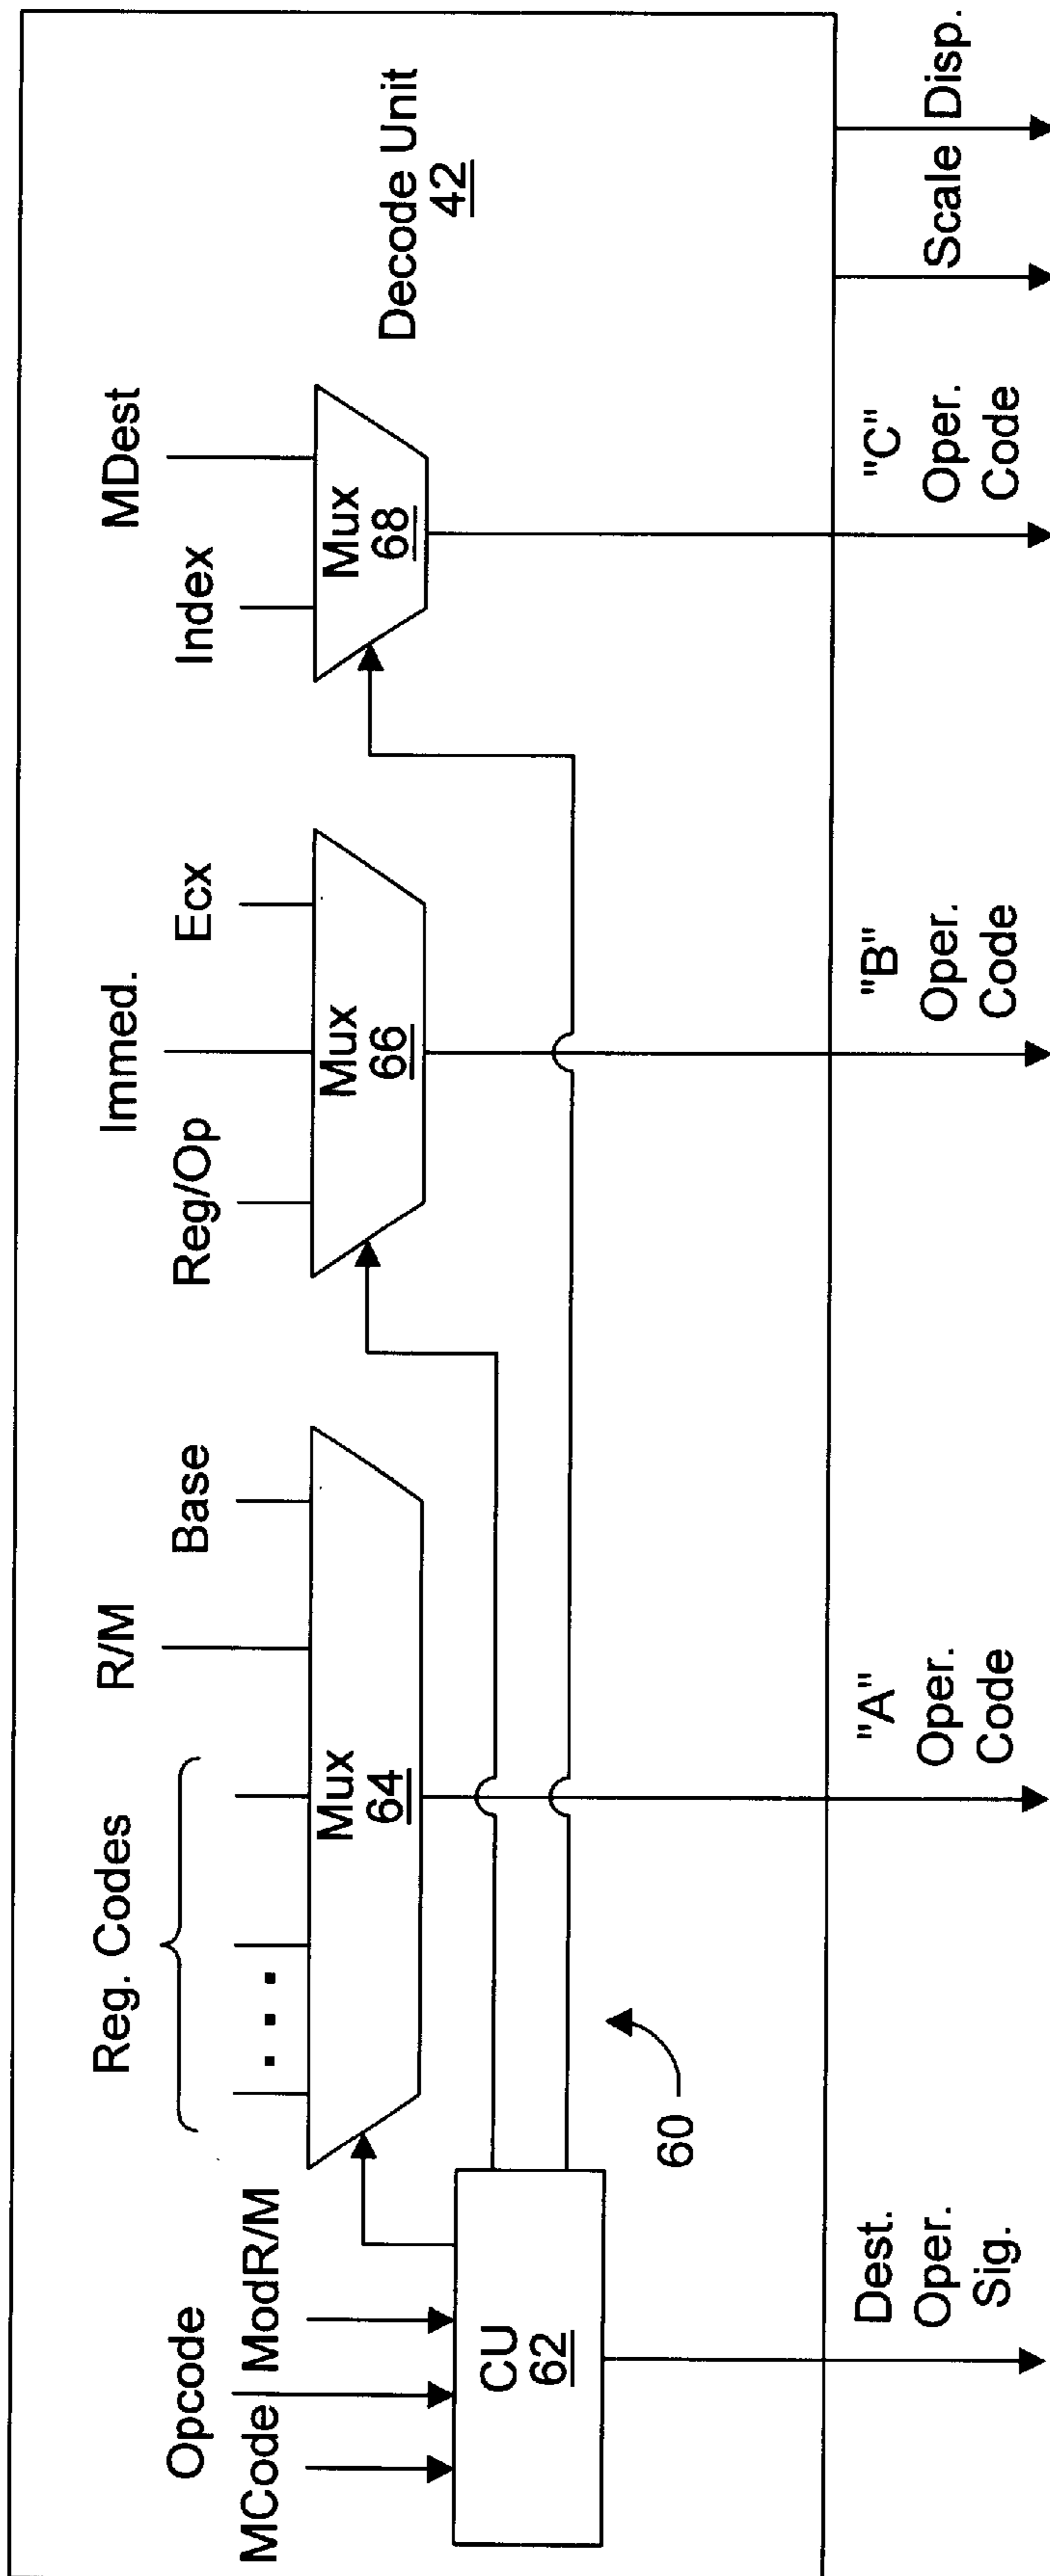 Opcode
MCode ModR/M
Reg. Codes
R/M
Base
Reg/Op
Immed.
Ecx
Index
MDest
CU
62
Mux
64
Mux
66
Mux
68
Decode Unit
42
60
Dest.
Oper.
Sig.
"A"
Oper.
Code
"B"
Oper.
Code
"C"
Oper.
Code
Scale Disp.